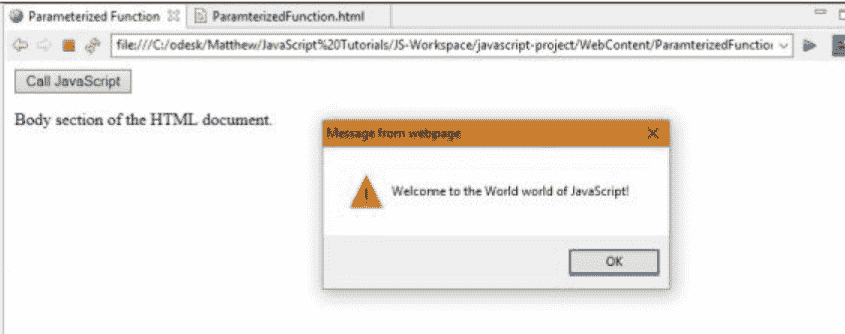 Parameterized Function ParamterizedFunction.html
file:///C:/odesk/Matthew/JavaScript%20Tutorials/JS-Workspace/javascript-project/WebContent/ParamterizedFunction
Call JavaScript
Body section of the HTML document.
Message from webpage
Welcome to the World world of JavaScript!
OK